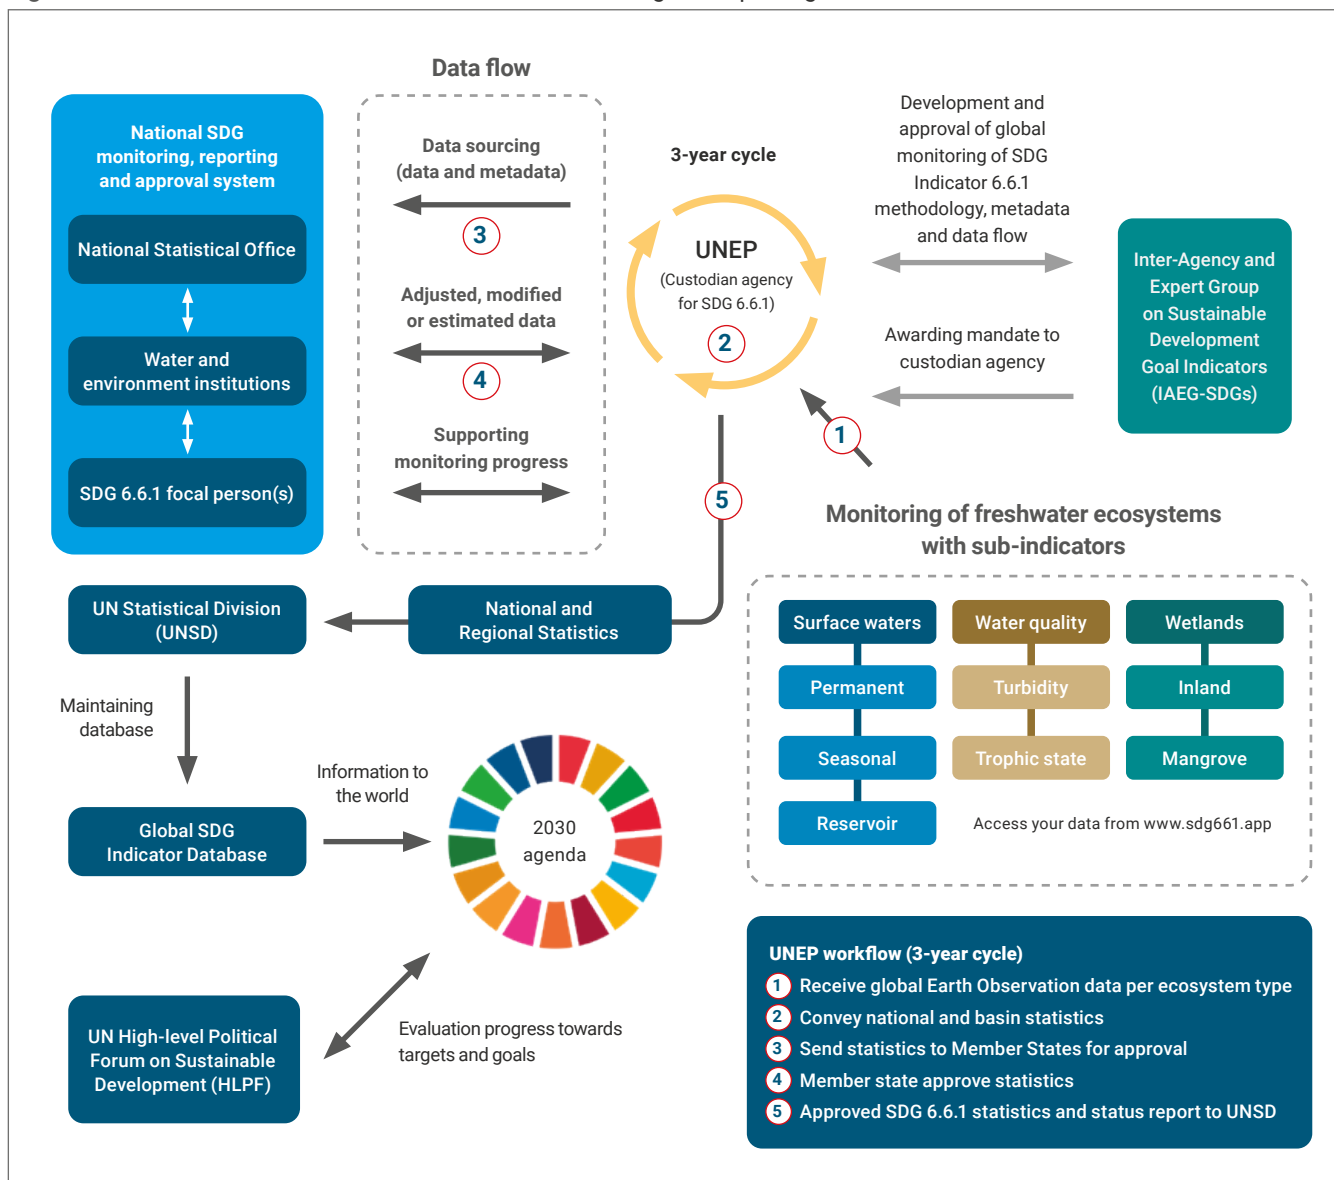 Data flow
National SDG
monitoring, reporting
and approval system
National Statistical Office
Water and
environment institutions
SDG 6.6.1 focal person(s)
Data sourcing
(data and metadata)
3
Adjusted, modified
or estimated data
4
Supporting
monitoring progress
3-year cycle
UNEP
(Custodian agency
for SDG 6.6.1)
2
Development and
approval of global
monitoring of SDG
Indicator 6.6.1
methodology, metadata
and data flow
Awarding mandate to
custodian agency
Inter-Agency and
Expert Group
on Sustainable
Development
Goal Indicators
(IAEG-SDGs)
1
5
Monitoring of freshwater ecosystems
with sub-indicators
Surface waters
Permanent
Seasonal
Reservoir
Water quality
Turbidity
Trophic state
Wetlands
Inland
Mangrove
Access your data from www.sdg661.app
National and
Regional Statistics
UN Statistical Division
(UNSD)
Maintaining
database
Global SDG
Indicator Database
Information to
the world
2030
agenda
Evaluation progress towards
targets and goals
UN High-level Political
Forum on Sustainable
Development (HLPF)
UNEP workflow (3-year cycle)
1 Receive global Earth Observation data per ecosystem type
2 Convey national and basin statistics
3 Send statistics to Member States for approval
4 Member state approve statistics
5 Approved SDG 6.6.1 statistics and status report to UNSD